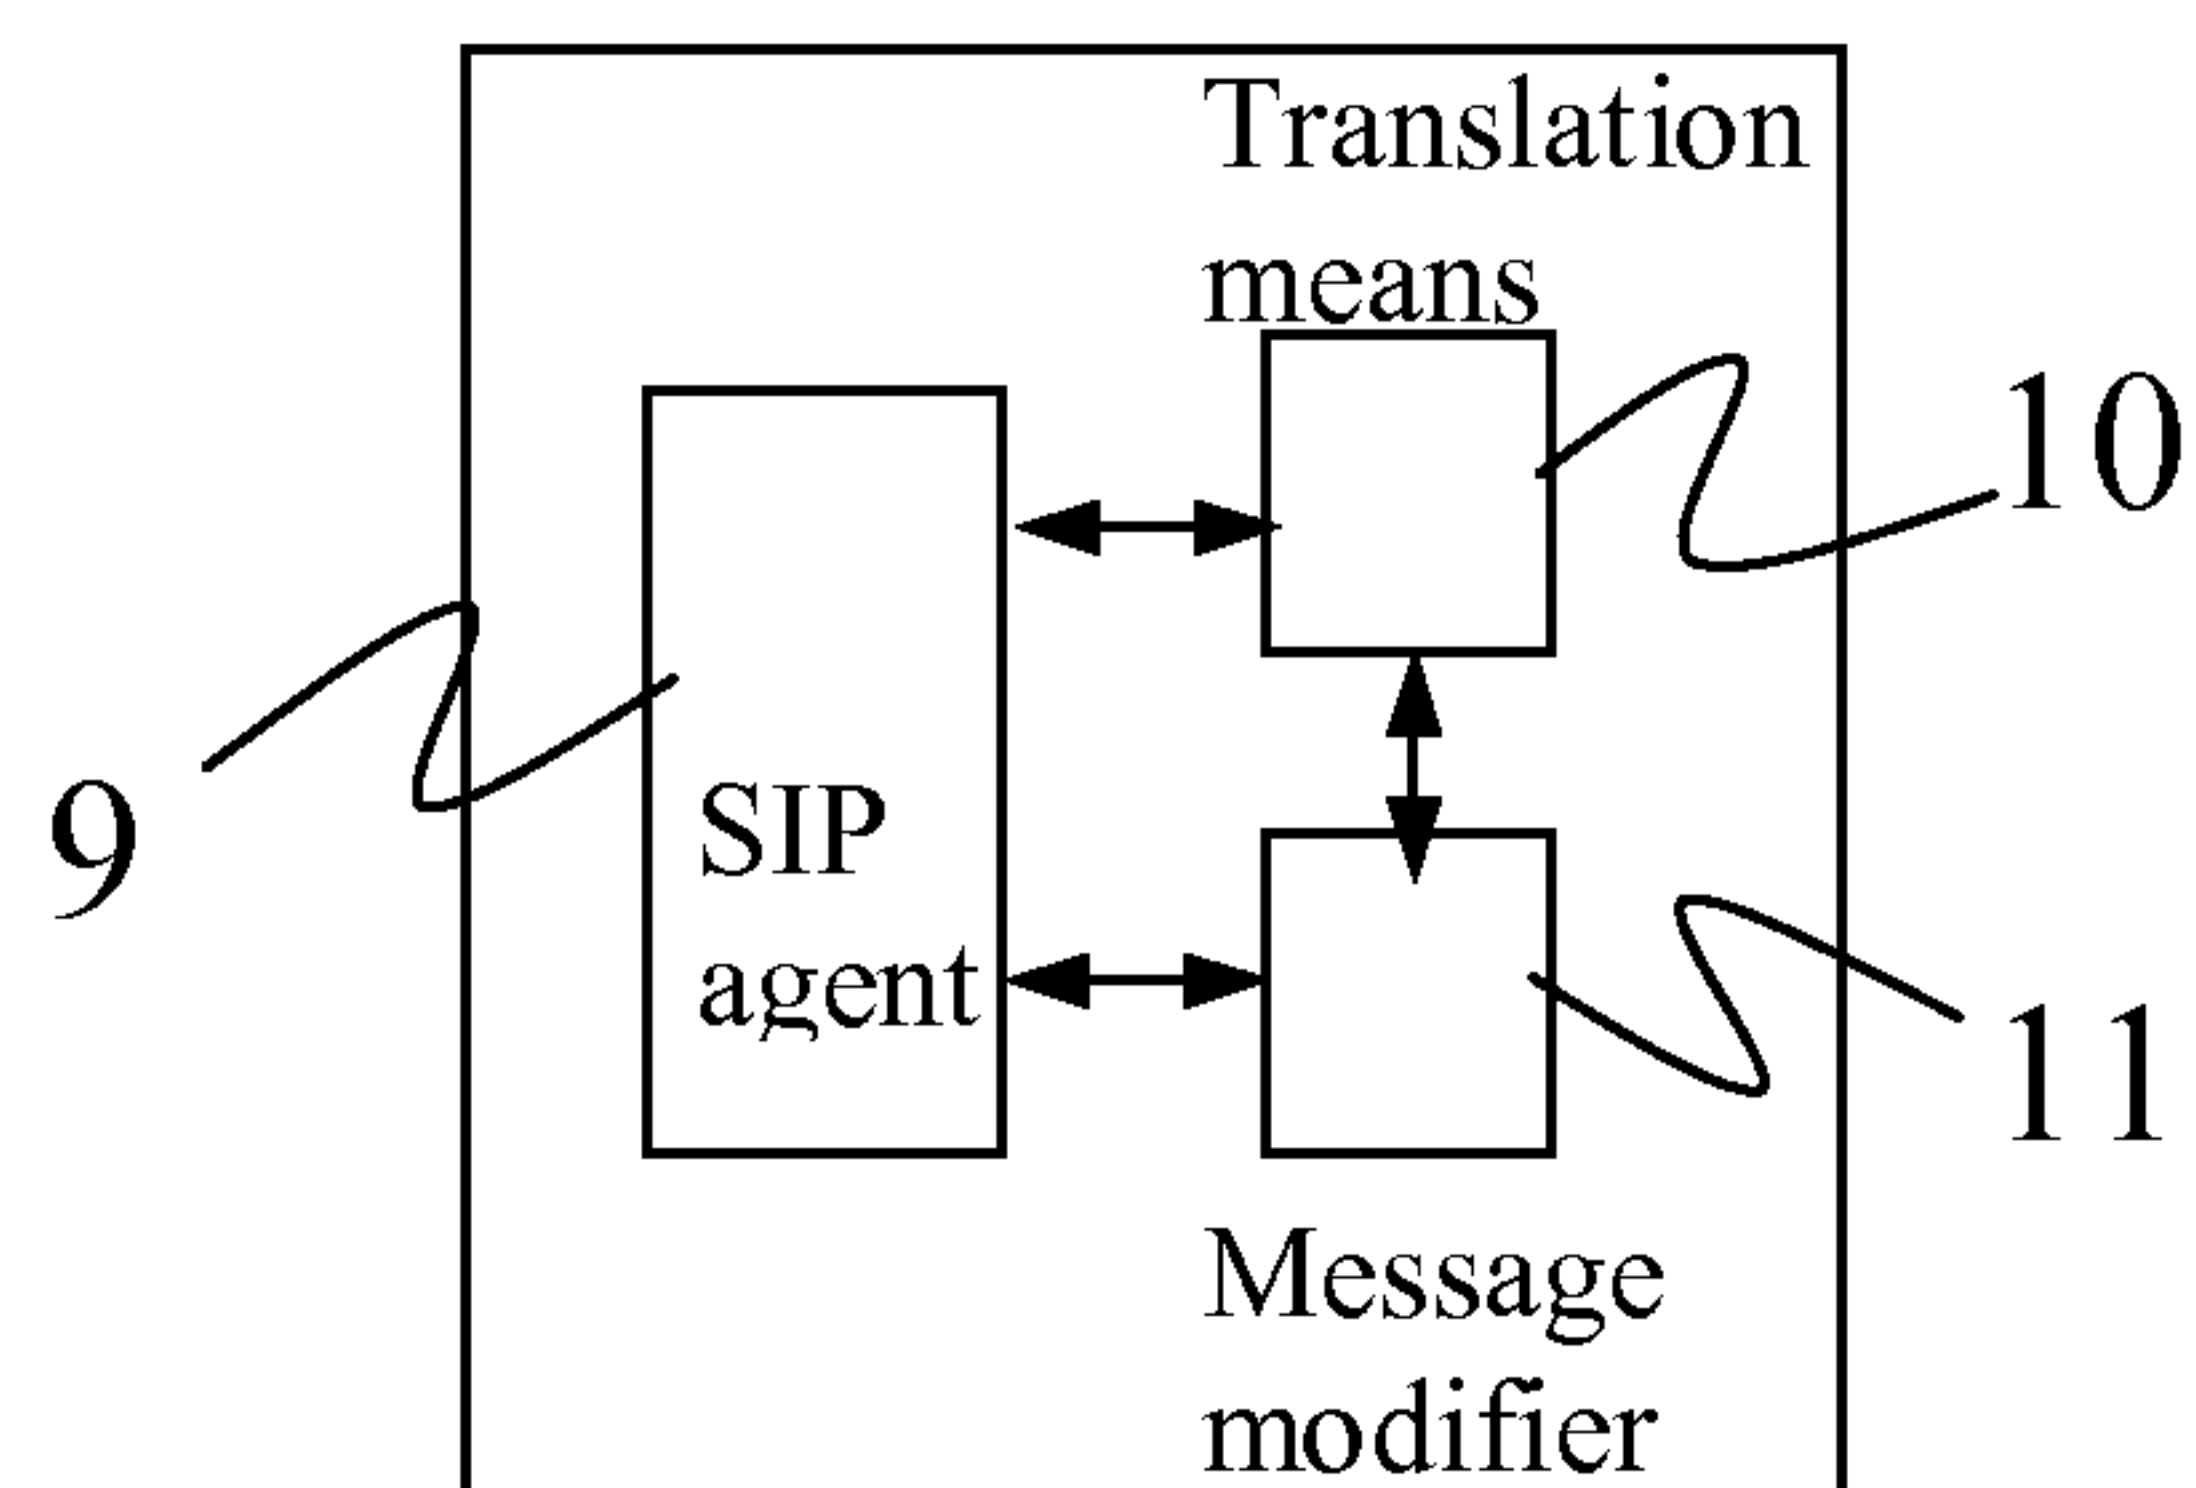 Translation
means
10
9
SIP
agent
11
Message
modifier